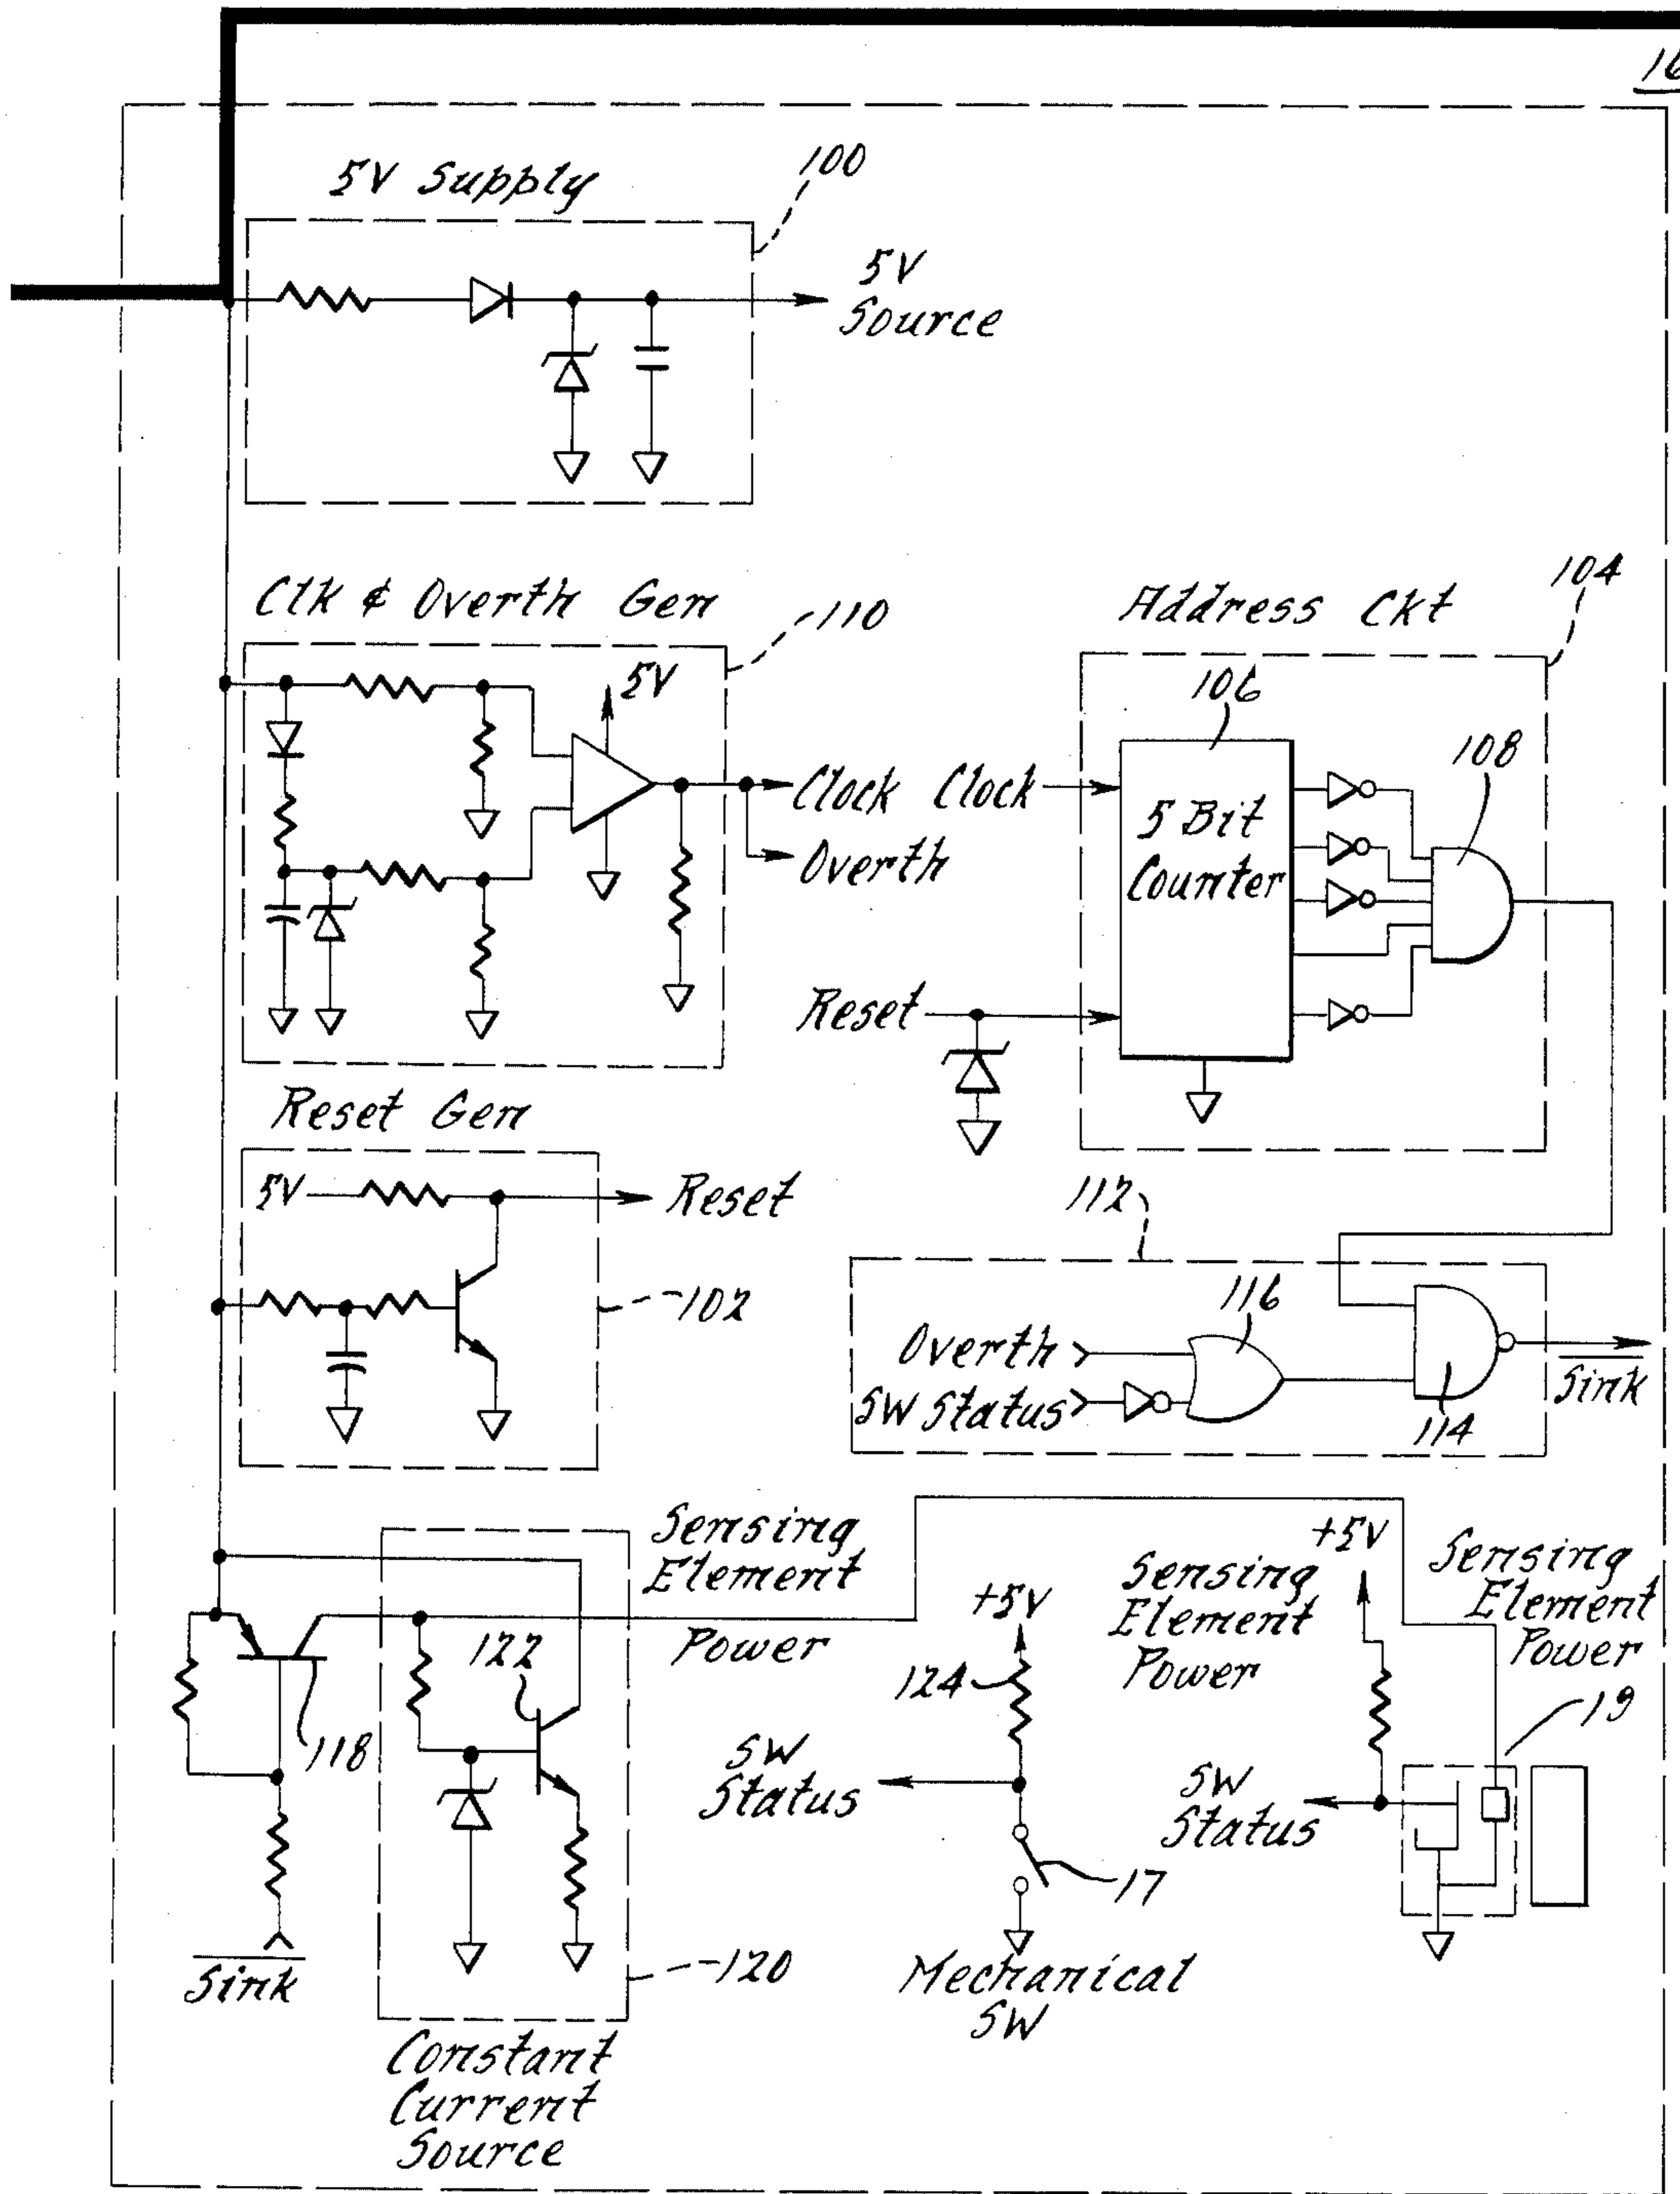 16
5V Supply
100
5V
Source
Clk & Overth Gen
110
5V
Clock
Overth
Address Ckt
104
106
108
Clock
5 Bit
Counter
Reset
Reset Gen
5V
Reset
102
112
116
Overth
SW Status
114
Sink
Sensing
Element
Power
118
122
Sink
120
Constant
Current
Source
+5V
124
SW
Status
17
Mechanical
SW
Sensing
Element
Power
+5V
Sensing
Element
Power
19
SW
Status